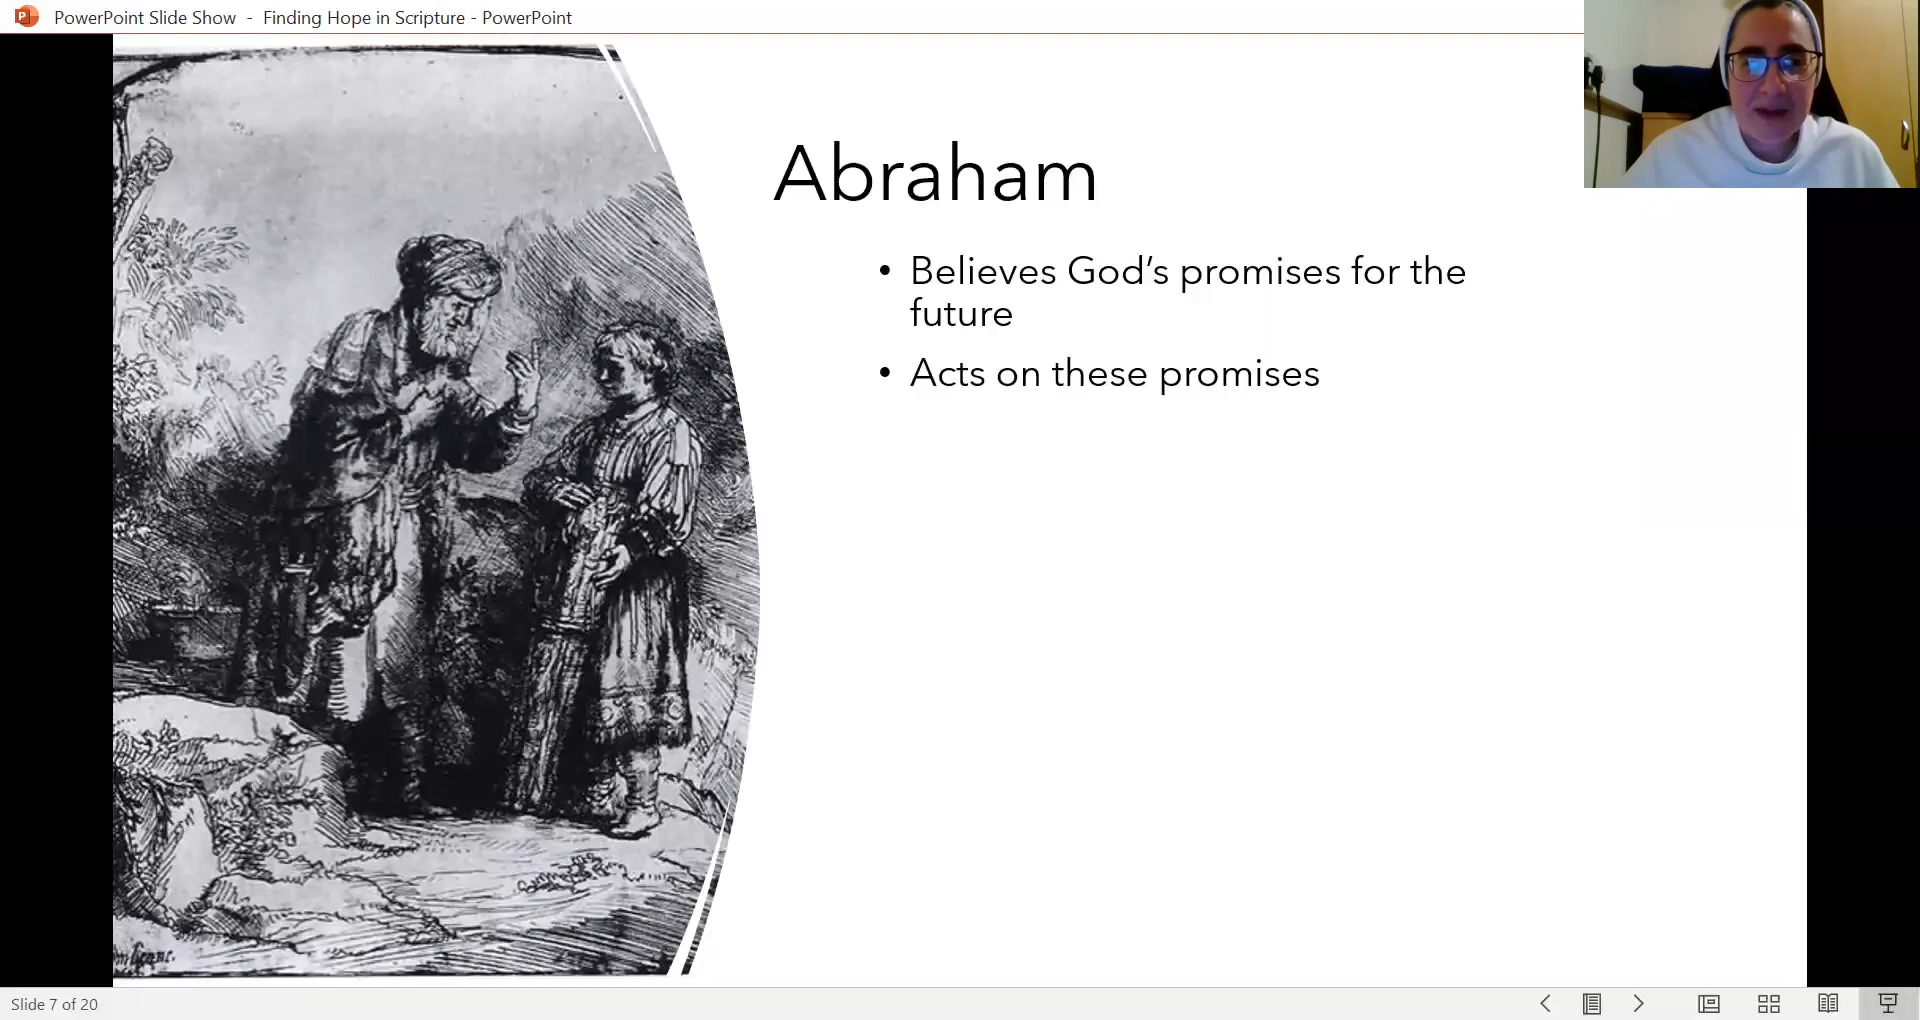 PowerPoint Slide Show - Finding Hope in Scripture - PowerPoint
Abraham
• Believes God's promises for the
future
• Acts on these promises
Slide 7 of 20